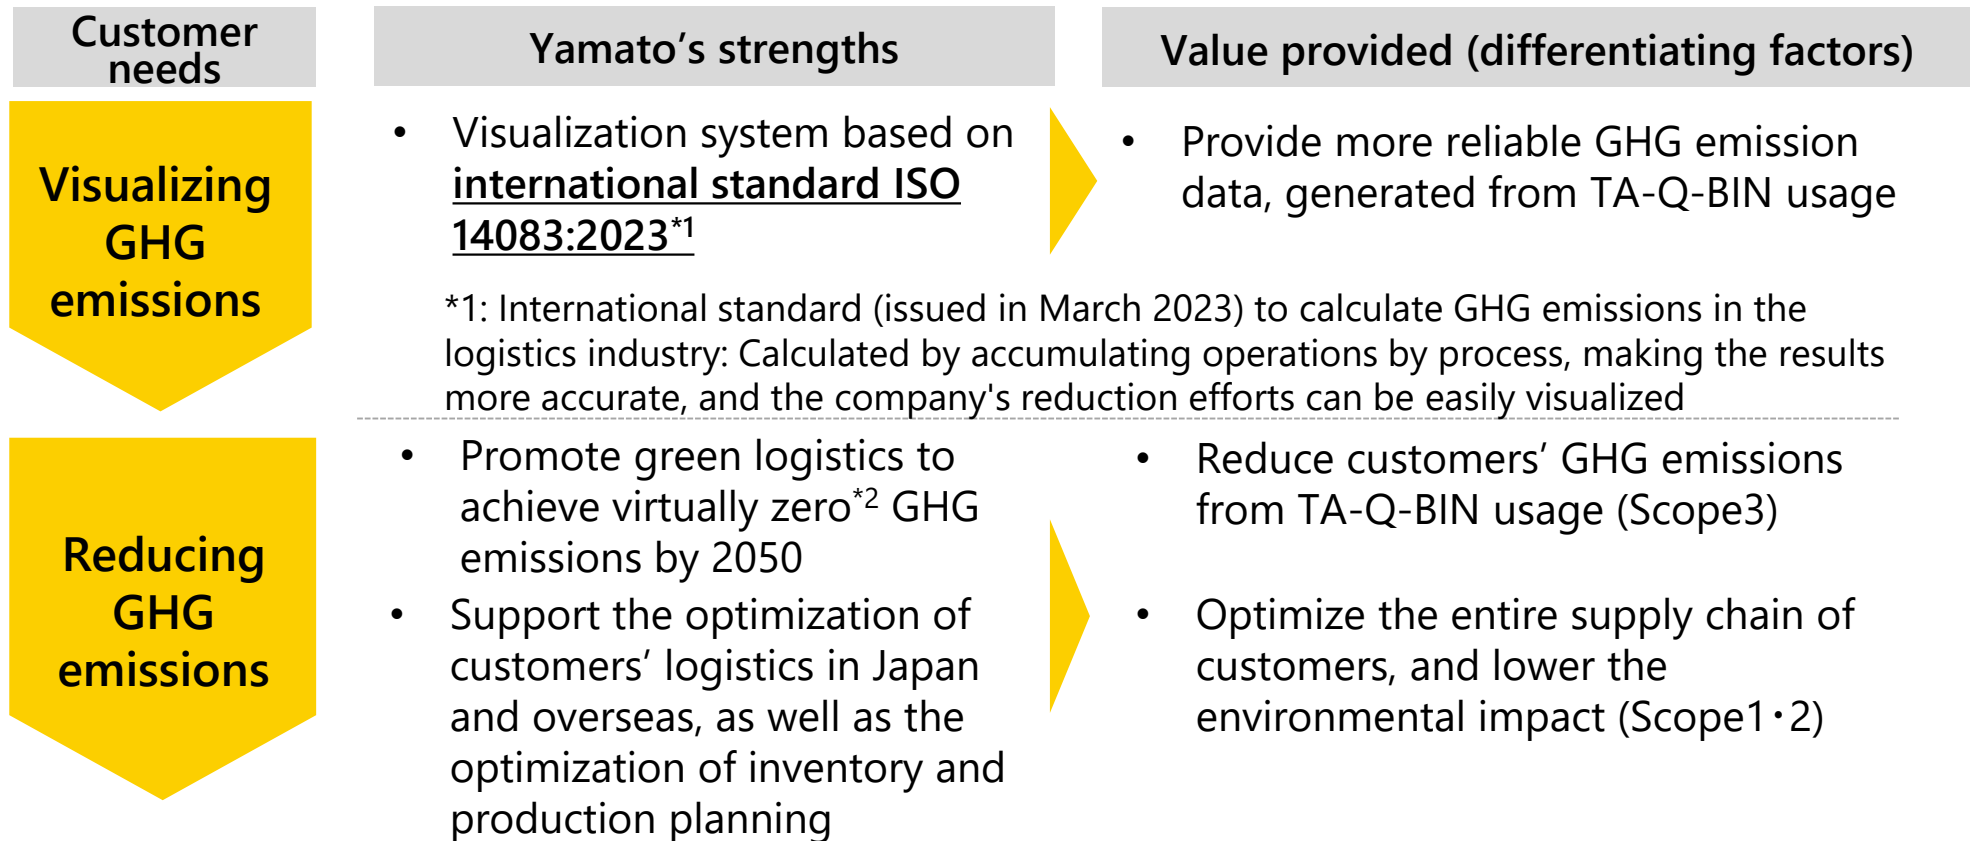 Customer
needs
Yamato’s strengths
Value provided (differentiating factors)
Visualizing
GHG
emissions
• Visualization system based on
international standard ISO
14083:2023*1
• Provide more reliable GHG emission
data, generated from TA-Q-BIN usage
*1: International standard (issued in March 2023) to calculate GHG emissions in the
logistics industry: Calculated by accumulating operations by process, making the results
more accurate, and the company's reduction efforts can be easily visualized
Reducing
GHG
emissions
• Promote green logistics to
achieve virtually zero*2 GHG
emissions by 2050
• Support the optimization of
customers’ logistics in Japan
and overseas, as well as the
optimization of inventory and
production planning
• Reduce customers’ GHG emissions
from TA-Q-BIN usage (Scope3)
• Optimize the entire supply chain of
customers, and lower the
environmental impact (Scope1・2)